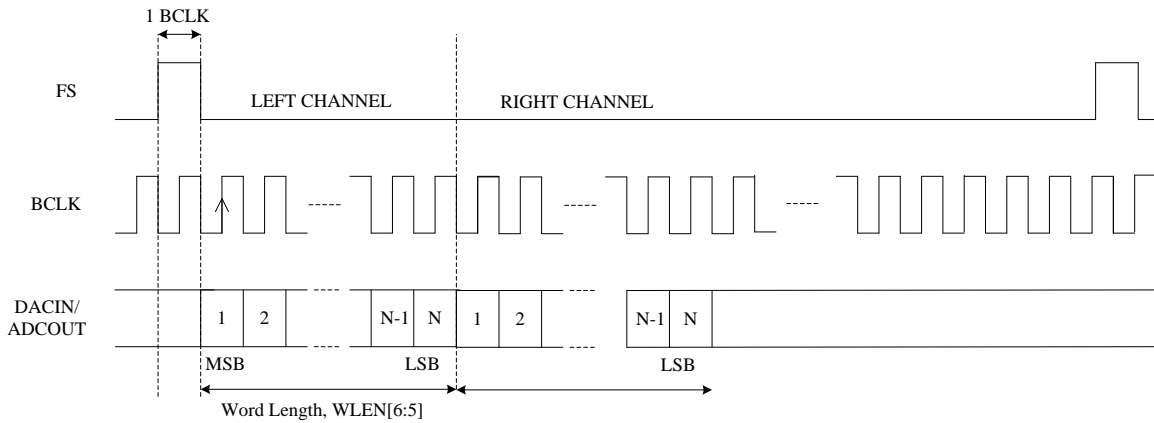 1 BCLK
FS
LEFT CHANNEL
RIGHT CHANNEL
BCLK
DACIN/
ADCOUT
1
2
N-1
N
1
2
N-1
N
MSB
LSB
LSB
Word Length, WLEN[6:5]